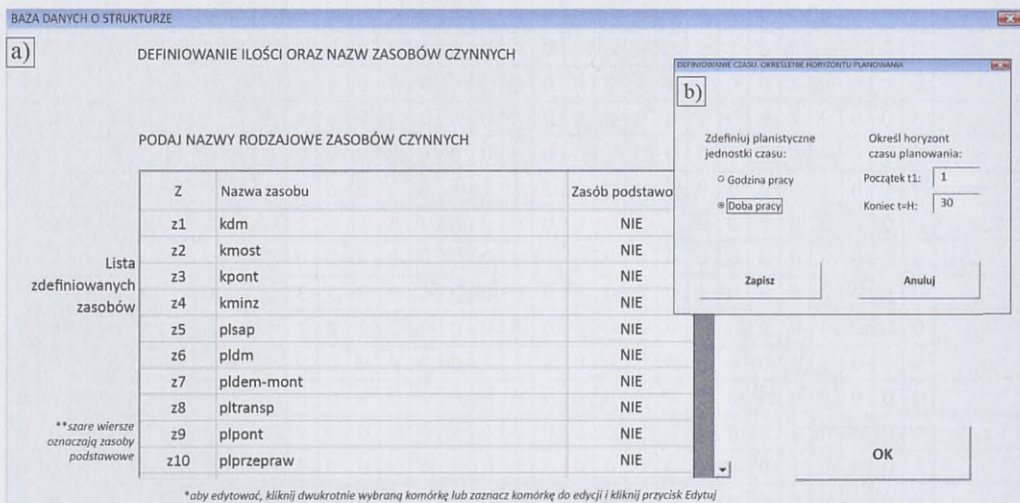 BAZA DANYCH O STRUKTURZE
a)
DEFINIOWANIE ILOŚCI ORAZ NAZW ZASOBÓW CZYNNYCH
PODAJ NAZWY RODZAJOWE ZASOBÓW CZYNNYCH
Z Nazwa zasobu Zasób podstawo
z1 kdm NIE
z2 kmost NIE
z3 kpont NIE
z4 kminz NIE
z5 plsap NIE
z6 pldm NIE
z7 pldem-mont NIE
z8 pltransp NIE
z9 plpont NIE
z10 plprzepraw NIE
Lista
zdefiniowanych
zasobów
**szare wiersze
oznaczają zasoby
podstawowe
*aby edytować, kliknij dwukrotnie wybraną komórkę lub zaznacz komórkę do edycji i kliknij przycisk Edytuj
DEFINIOWANIE CZASU. OKREŚLENIE HORYZONTU PLANOWANIA
b)
Zdefiniuj planistyczne
jednostki czasu:
Godzina pracy
Doba pracy
Określ horyzont
czasu planowania:
Początek t1: 1
Koniec t=H: 30
Zapisz
Anuluj
OK